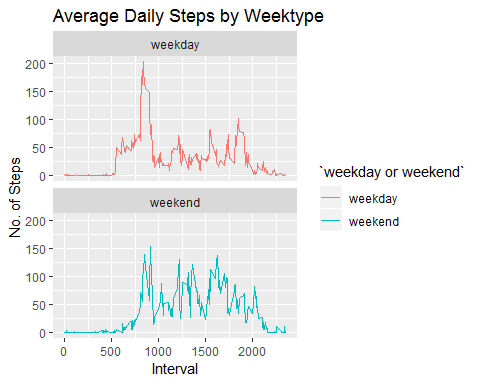 Average Daily Steps by Weektype
weekday
200
150
100
50
0
weekend
200
150
100
50
0
0 500 1000 1500 2000
Interval
No. of Steps
`weekday or weekend`
weekday
weekend